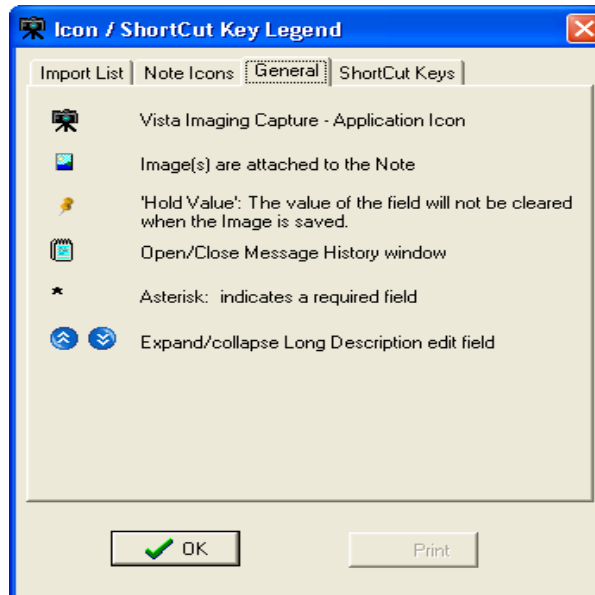 Icon / ShortCut Key Legend
Import List Note Icons General ShortCut Keys
Vista Imaging Capture - Application Icon
Image(s) are attached to the Note
'Hold Value': The value of the field will not be cleared
when the Image is saved.
Open/Close Message History window
* Asterisk: indicates a required field
Expand/collapse Long Description edit field
OK Print